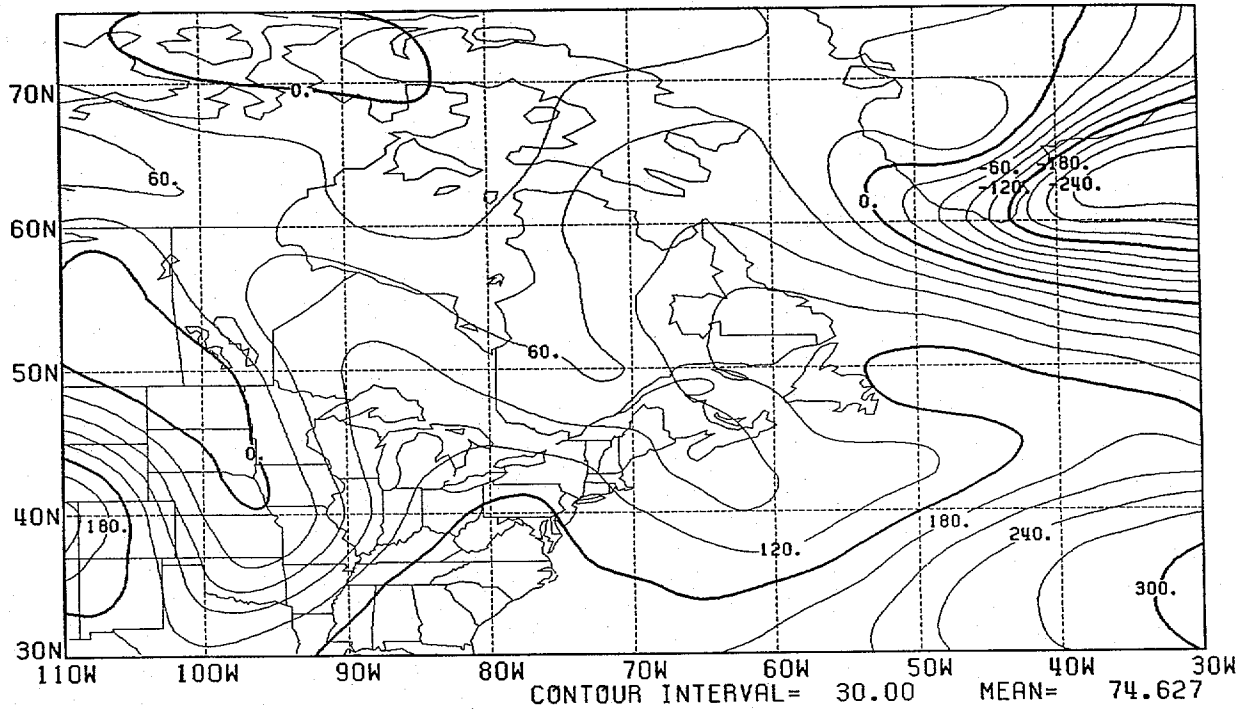 70N
0.
60.
-60.
-180.
-120.
-240.
0.
60N
60.
50N
0.
40N
180.
120.
180.
240.
300.
30N
110W 100W 90W 80W 70W 60W 50W 40W 30W
CONTOUR INTERVAL= 30.00 MEAN= 74.627